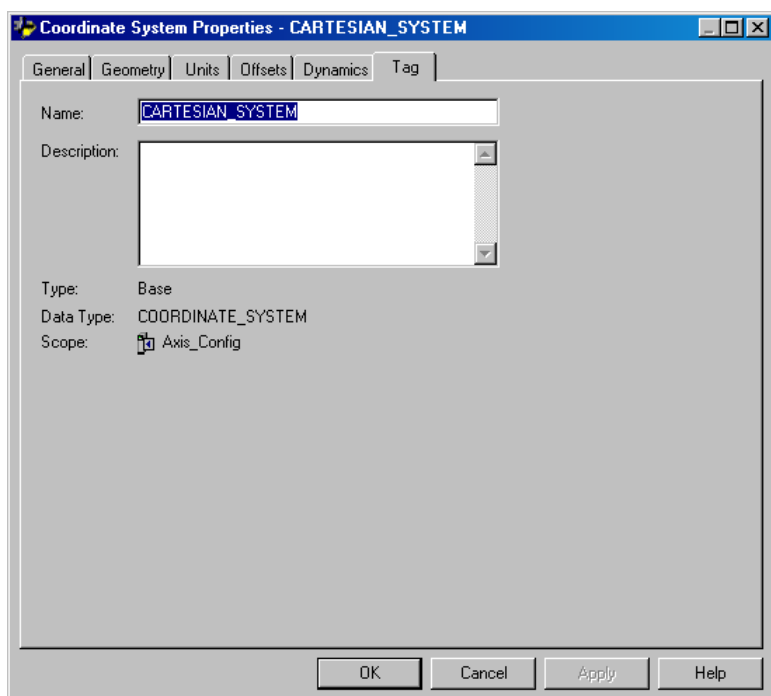 Coordinate System Properties - CARTESIAN_SYSTEM
General Geometry Units Offsets Dynamics Tag
Name: CARTESIAN_SYSTEM
Description:
Type: Base
Data Type: COORDINATE_SYSTEM
Scope: Axis_Config
OK Cancel Apply Help